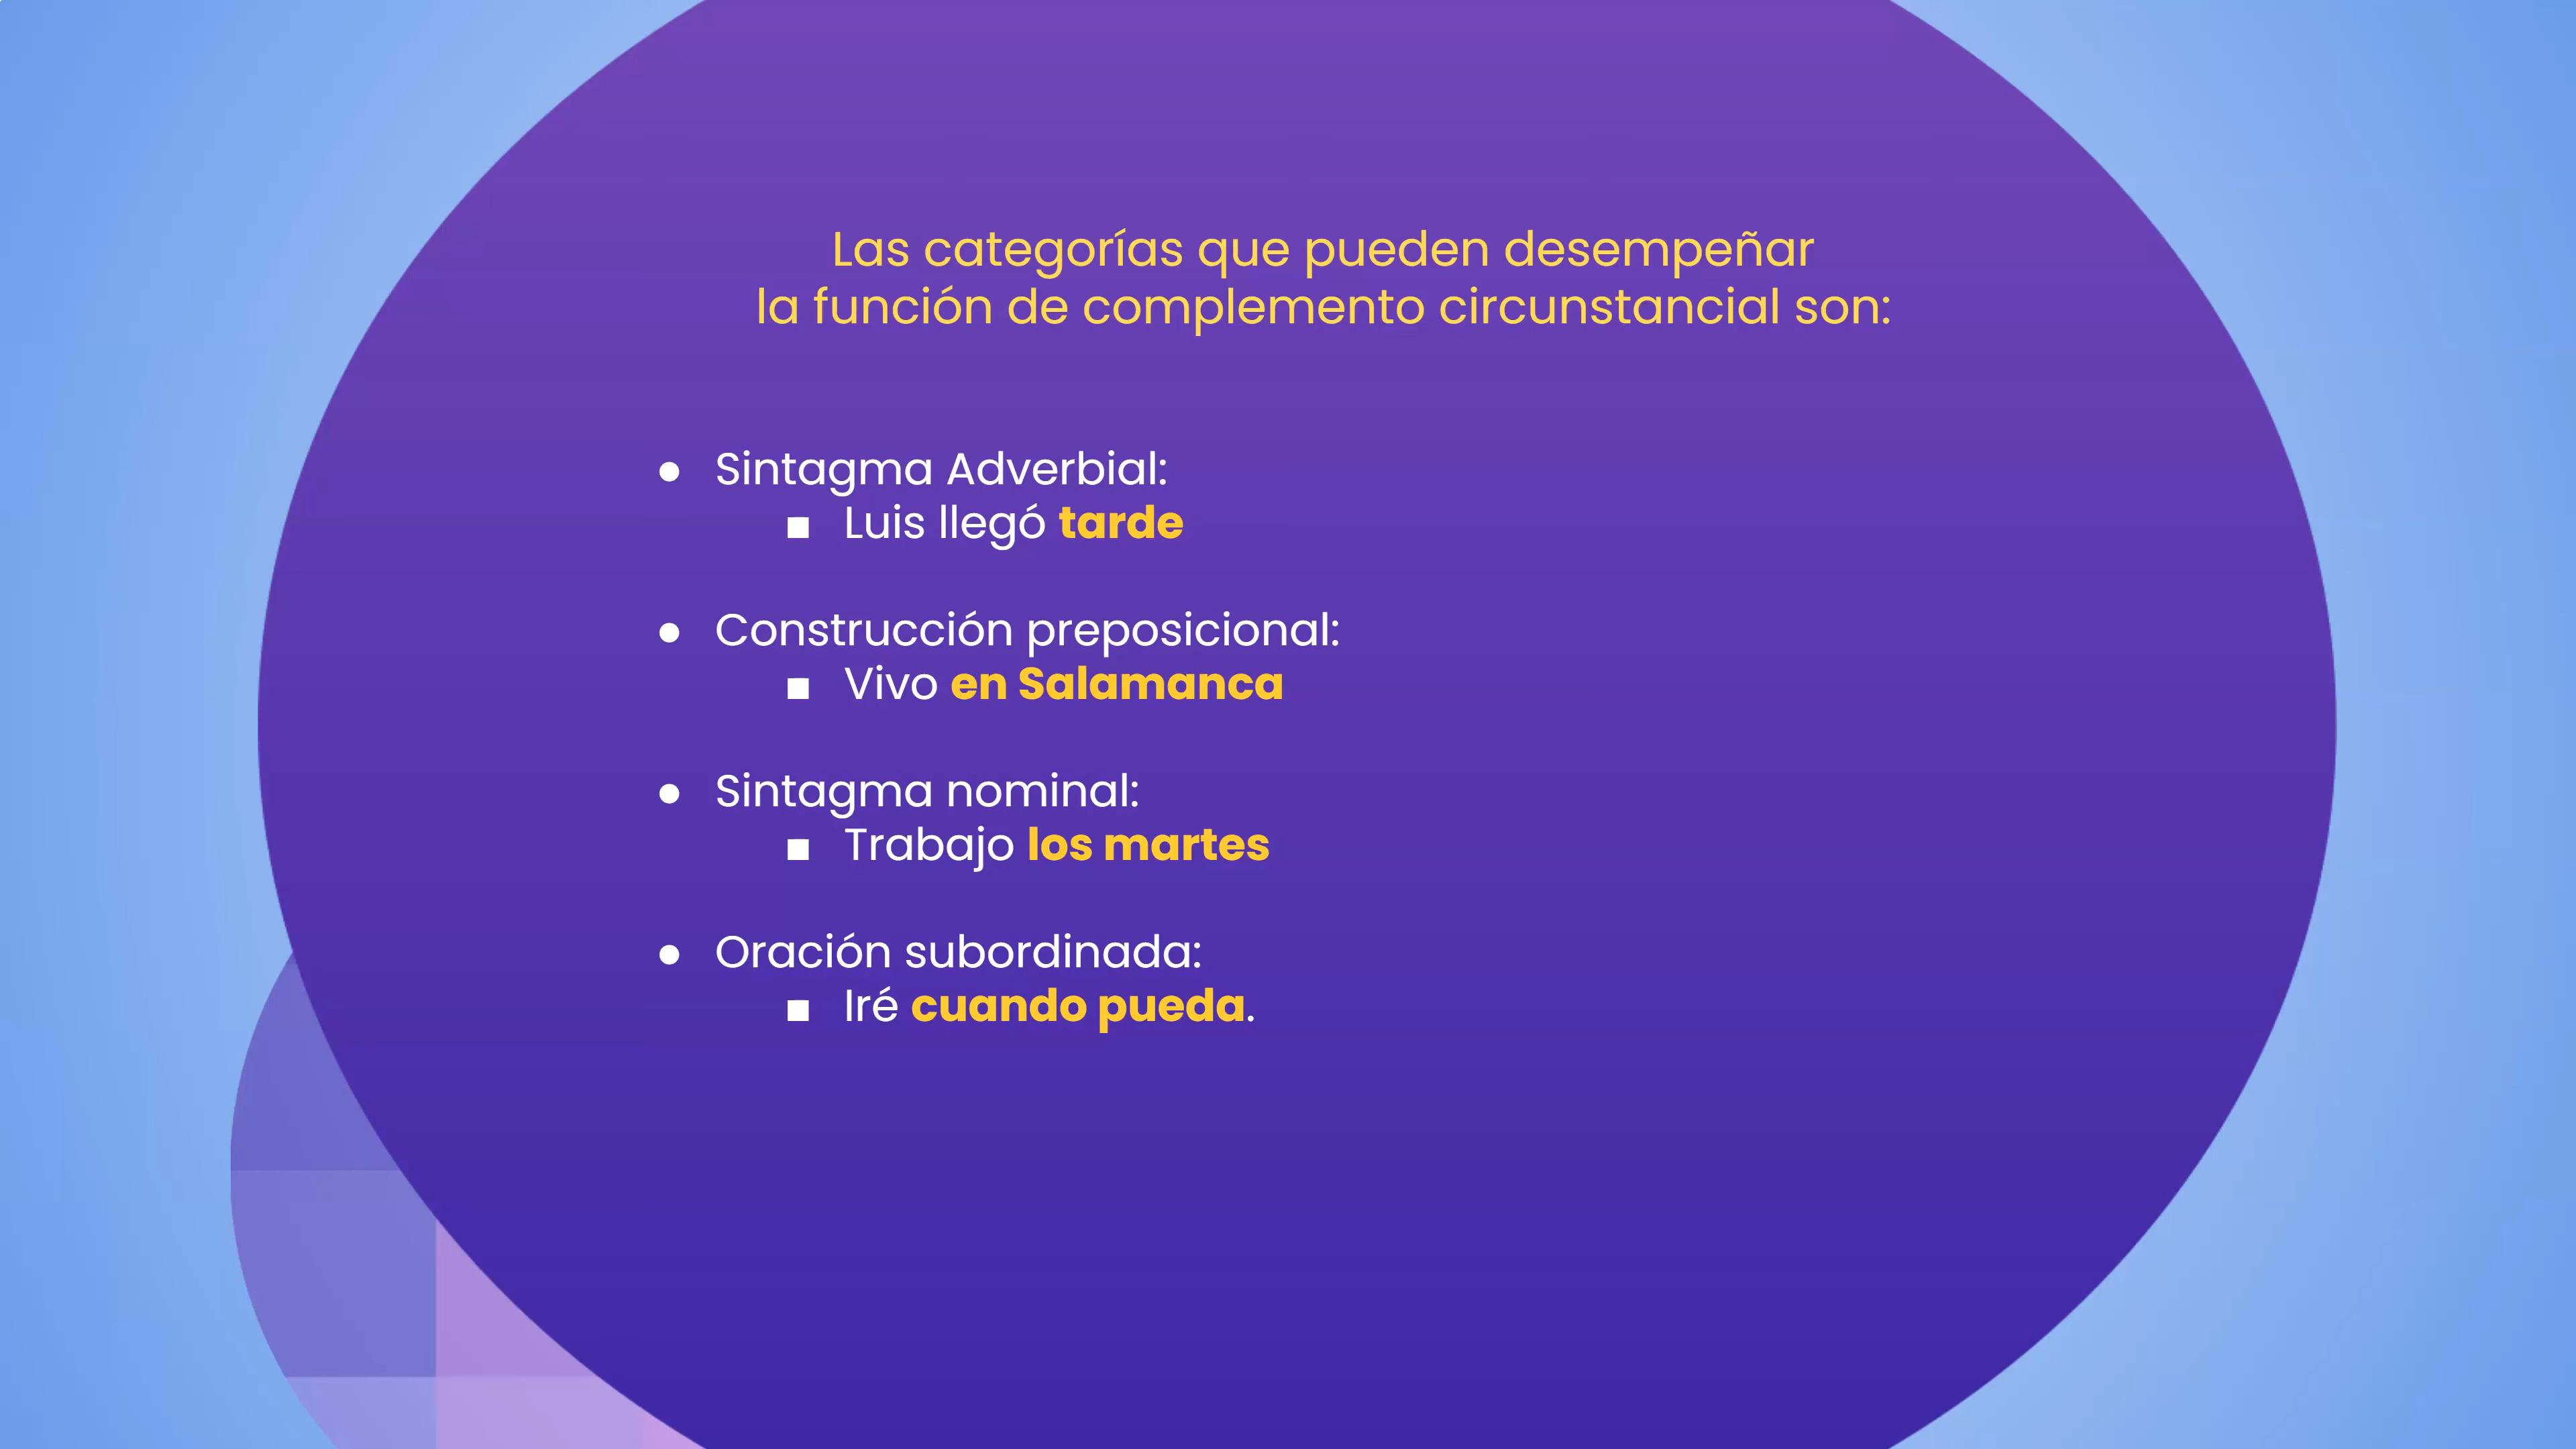 Las categorías que pueden desempeñar
la función de complemento circunstancial son:
● Sintagma Adverbial:
■ Luis llegó tarde
● Construcción preposicional:
■ Vivo en Salamanca
● Sintagma nominal:
■ Trabajo los martes
● Oración subordinada:
■ Iré cuando pueda.